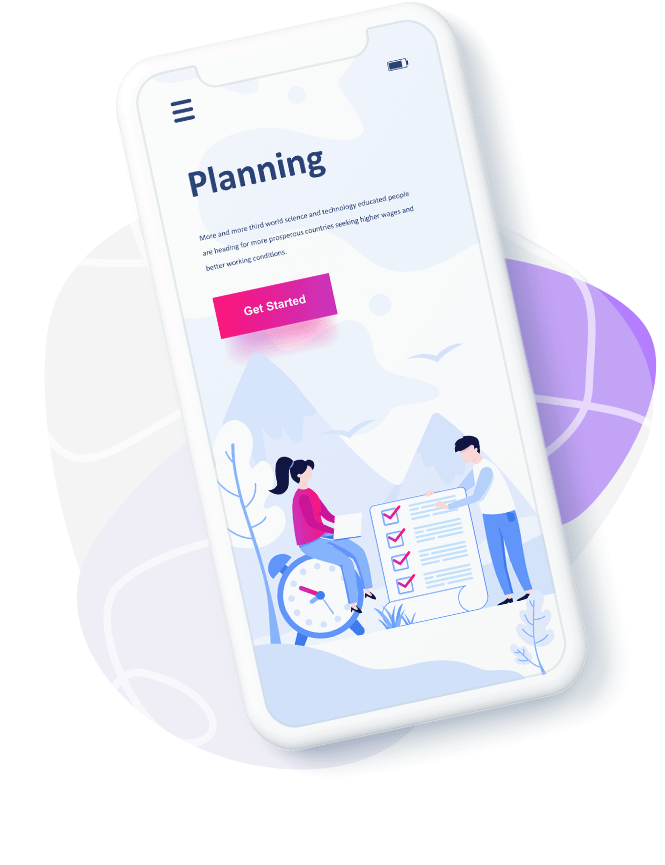 Planning
More and more third world science and technology educated people
are heading for more prosperous countries seeking higher wages and
better working conditions.
Get Started